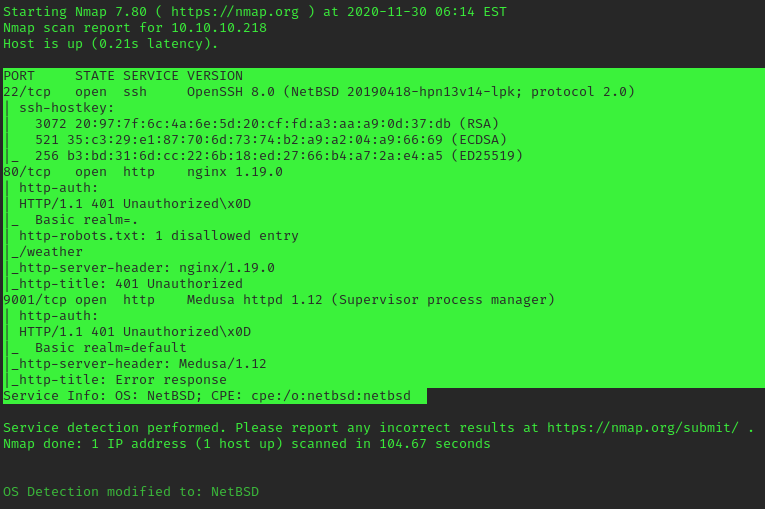 Starting Nmap 7.80 ( https://nmap.org ) at 2020-11-30 06:14 EST
Nmap scan report for 10.10.10.218
Host is up (0.21s latency).
PORT     STATE SERVICE VERSION
22/tcp   open  ssh     OpenSSH 8.0 (NetBSD 20190418-hpn13v14-lpk; protocol 2.0)
| ssh-hostkey:
|   3072 20:97:7f:6c:4a:6e:5d:20:cf:fd:a3:aa:a9:0d:37:db (RSA)
|   521 35:c3:29:e1:87:70:6d:73:74:b2:a9:a2:04:a9:66:69 (ECDSA)
|_  256 b3:bd:31:6d:cc:22:6b:18:ed:27:66:b4:a7:2a:e4:a5 (ED25519)
80/tcp   open  http    nginx 1.19.0
| http-auth:
| HTTP/1.1 401 Unauthorized\x0D
|_  Basic realm=.
| http-robots.txt: 1 disallowed entry
|_/weather
|_http-server-header: nginx/1.19.0
|_http-title: 401 Unauthorized
9001/tcp open  http    Medusa httpd 1.12 (Supervisor process manager)
| http-auth:
| HTTP/1.1 401 Unauthorized\x0D
|_  Basic realm=default
|_http-server-header: Medusa/1.12
|_http-title: Error response
Service Info: OS: NetBSD; CPE: cpe:/o:netbsd:netbsd
Service detection performed. Please report any incorrect results at https://nmap.org/submit/ .
Nmap done: 1 IP address (1 host up) scanned in 104.67 seconds
OS Detection modified to: NetBSD